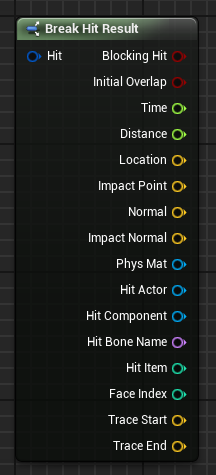 Break Hit Result
Hit Blocking Hit
Initial Overlap
Time
Distance
Location
Impact Point
Normal
Impact Normal
Phys Mat
Hit Actor
Hit Component
Hit Bone Name
Hit Item
Face Index
Trace Start
Trace End